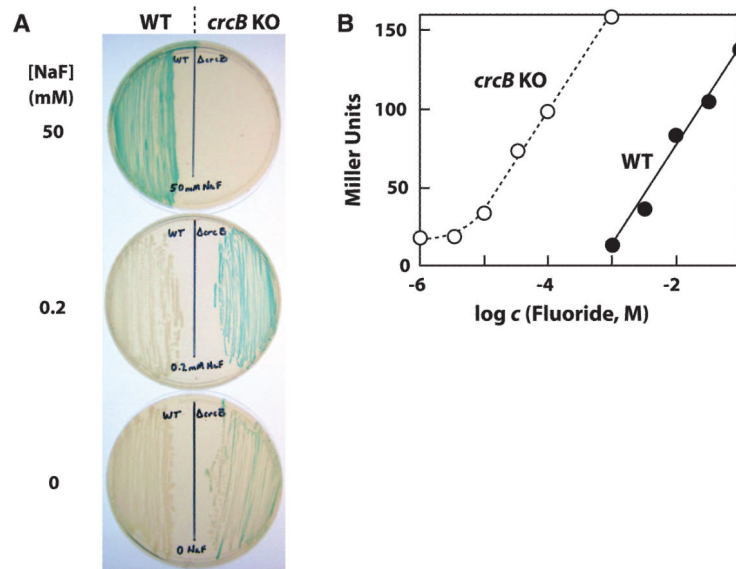 A
WT crcB KO
[NaF]
(mM)
50
WT ΔcrcB
50mM NaF
0.2
WT ΔcrcB
0.2mM NaF
0
WT ΔcrcB
0 NaF
B
Miller Units
150
100
50
0
crcB KO
WT
-6 -4 -2
log c (Fluoride, M)